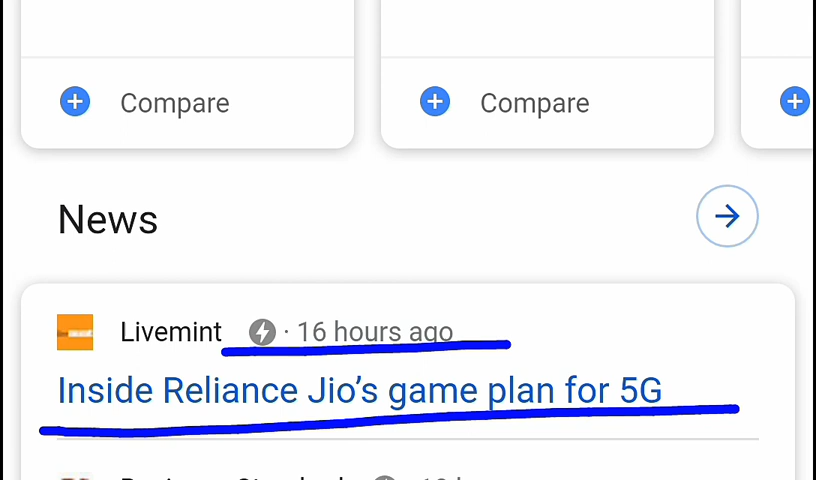 Compare Compare
News
Livemint · 16 hours ago
Inside Reliance Jio’s game plan for 5G